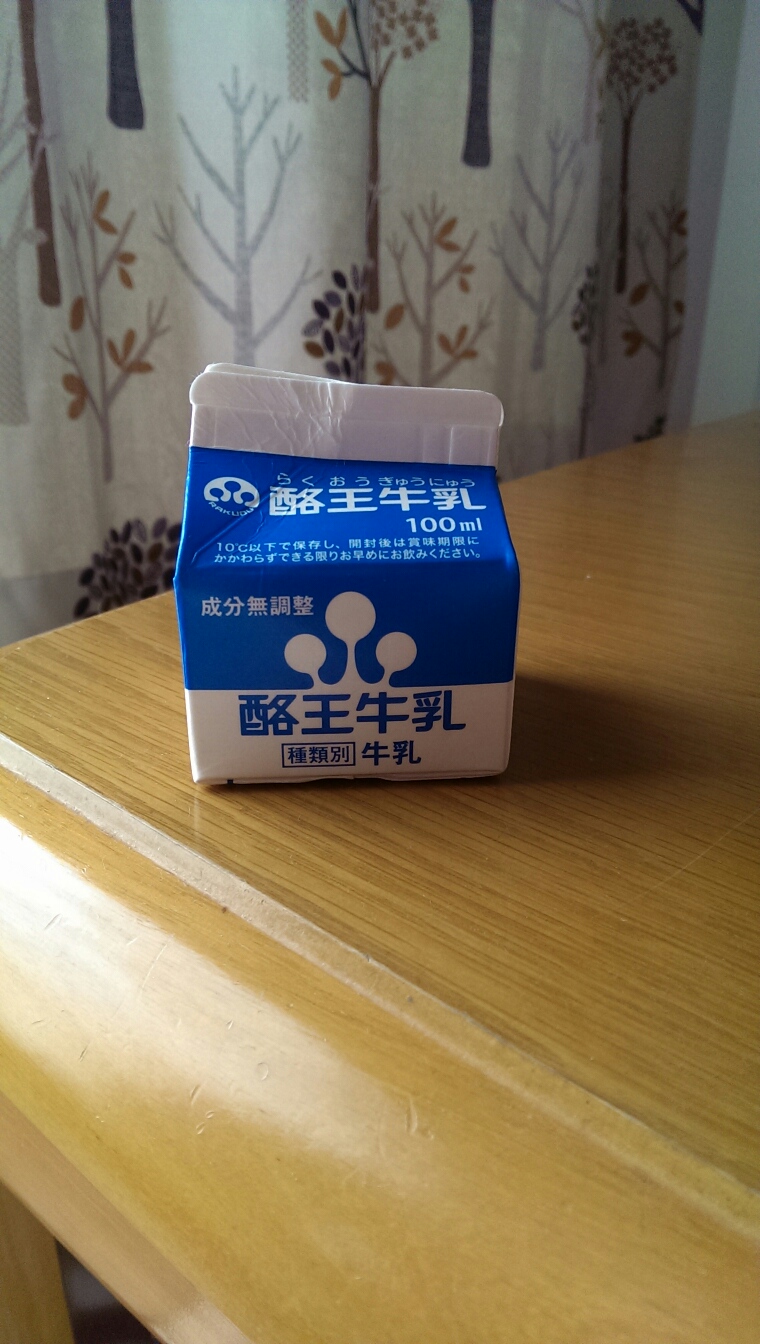 RAKUOU
らくおうぎゅうにゅう
酪王牛乳
100ml
10℃以下で保存し、開封後は賞味期限に
かかわらずできる限りお早めにお飲みください。
成分無調整
酪王牛乳
種類別 牛乳